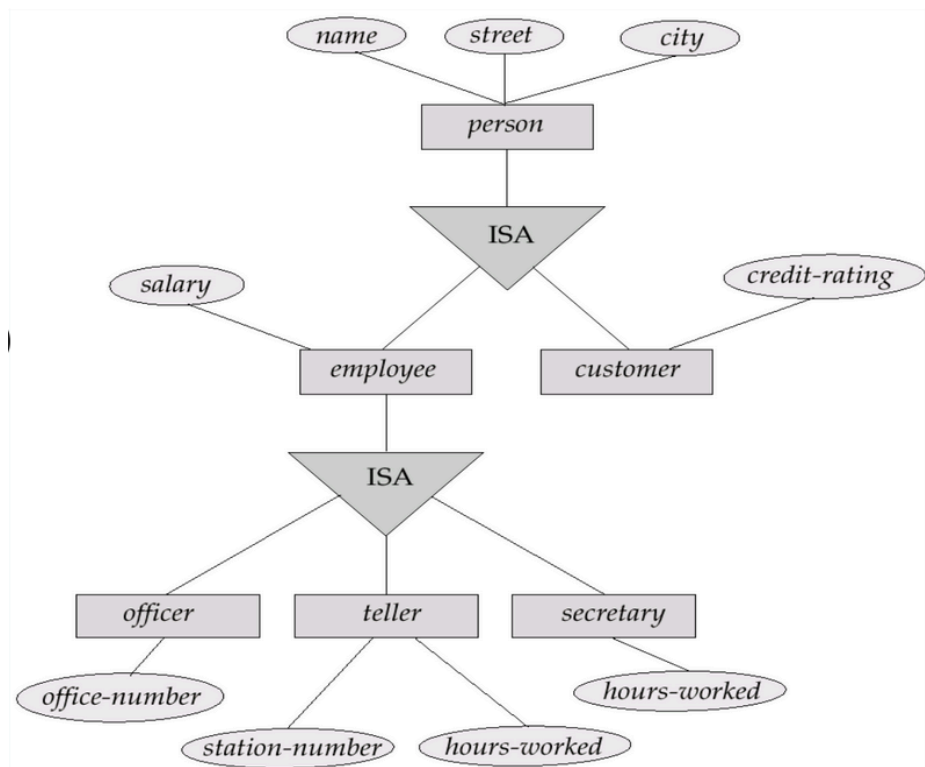 name
street
city
person
ISA
salary
credit-rating
employee
customer
ISA
officer
teller
secretary
office-number
hours-worked
station-number
hours-worked